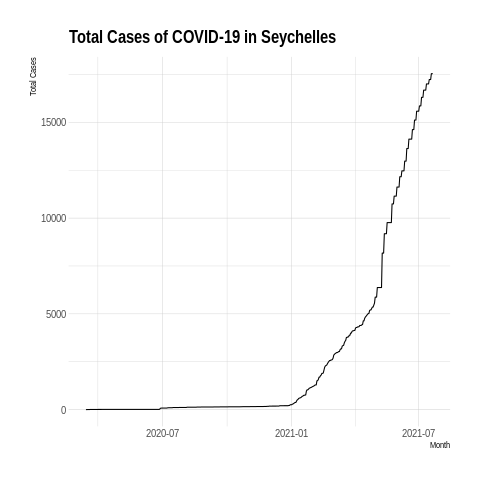 Total Cases of COVID-19 in Seychelles
Total Cases
15000
10000
5000
0
2020-07
2021-01
2021-07
Month